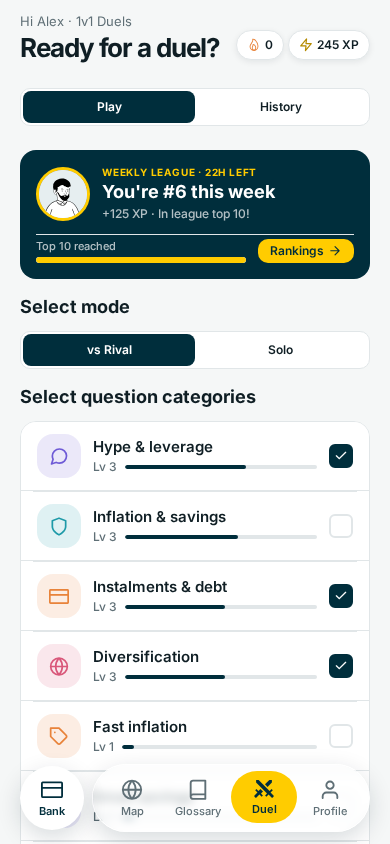 Hi Alex · 1v1 Duels
Ready for a duel?
0
245 XP
Play
History
WEEKLY LEAGUE · 22H LEFT
You're #6 this week
+125 XP · In league top 10!
Top 10 reached
Rankings →
Select mode
vs Rival
Solo
Select question categories
Hype & leverage
Lv 3
Inflation & savings
Lv 3
Instalments & debt
Lv 3
Diversification
Lv 3
Fast inflation
Lv 1
Bank
Map
Glossary
Duel
Profile